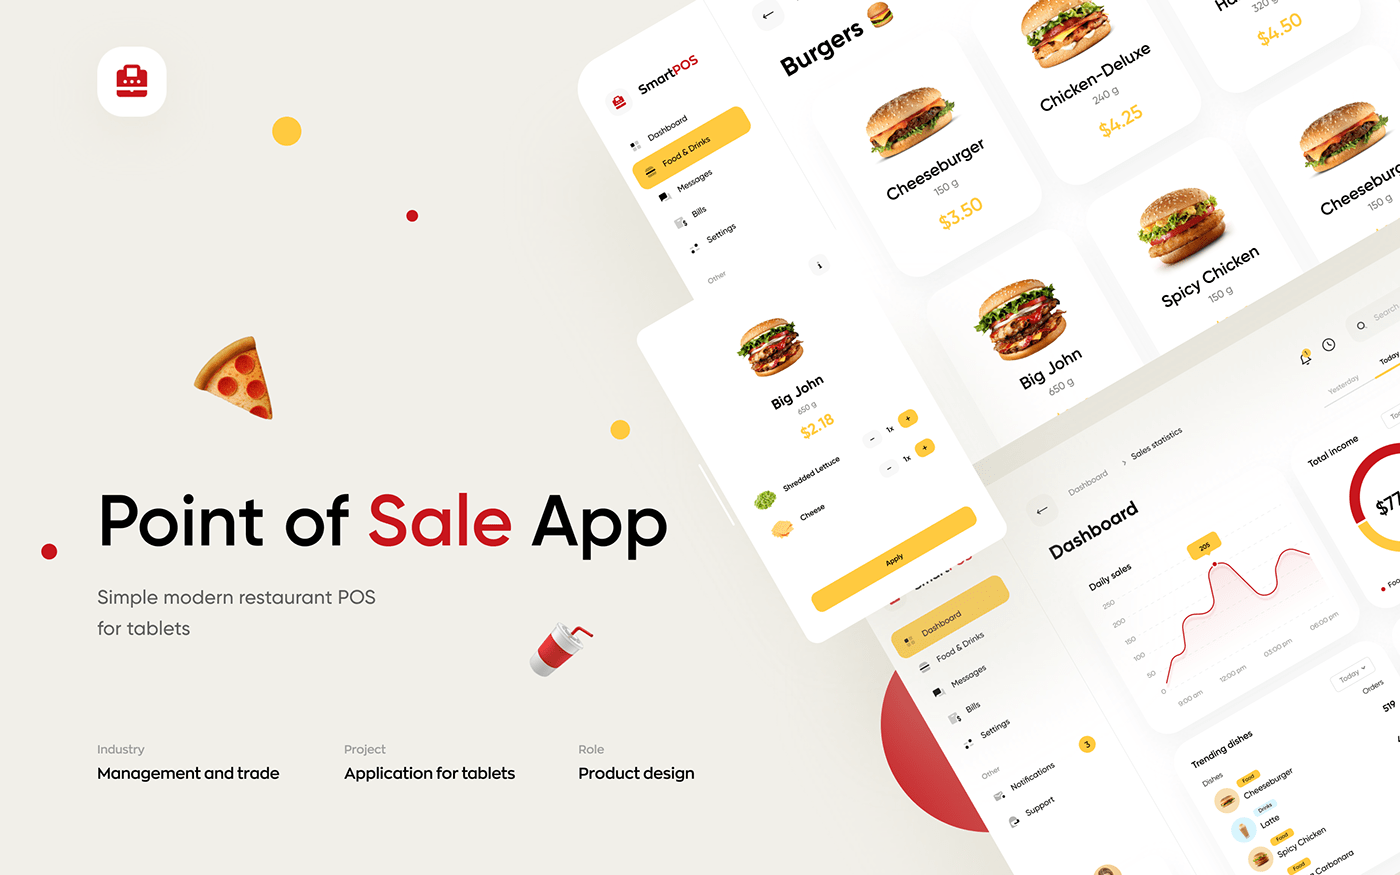 Point of Sale App
Simple modern restaurant POS
for tablets
Industry
Management and trade
Project
Application for tablets
Role
Product design
SmartPOS
Dashboard
Food & Drinks
Messages
Bills
Settings
Other
Burgers
Cheeseburger
150 g
$3.50
Chicken-Deluxe
240 g
$4.25
320 g
$4.50
Big John
650 g
Spicy Chicken
150 g
150 g
Big John
650 g
$2.18
Shredded Lettuce
1x
Cheese
1x
Apply
Dashboard
Food & Drinks
Messages
Bills
Settings
Other
3
Notifications
Support
1
Search
Dashboard
Sales statistics
Dashboard
Yesterday
Today
Daily sales
205
250
200
150
100
50
0
9:00 am
12:00 pm
03:00 pm
06:00 pm
Total income
Trending dishes
Today
Dishes
Orders
519
Food
Cheeseburger
Drinks
Latte
Food
Spicy Chicken
Food
Carbonara